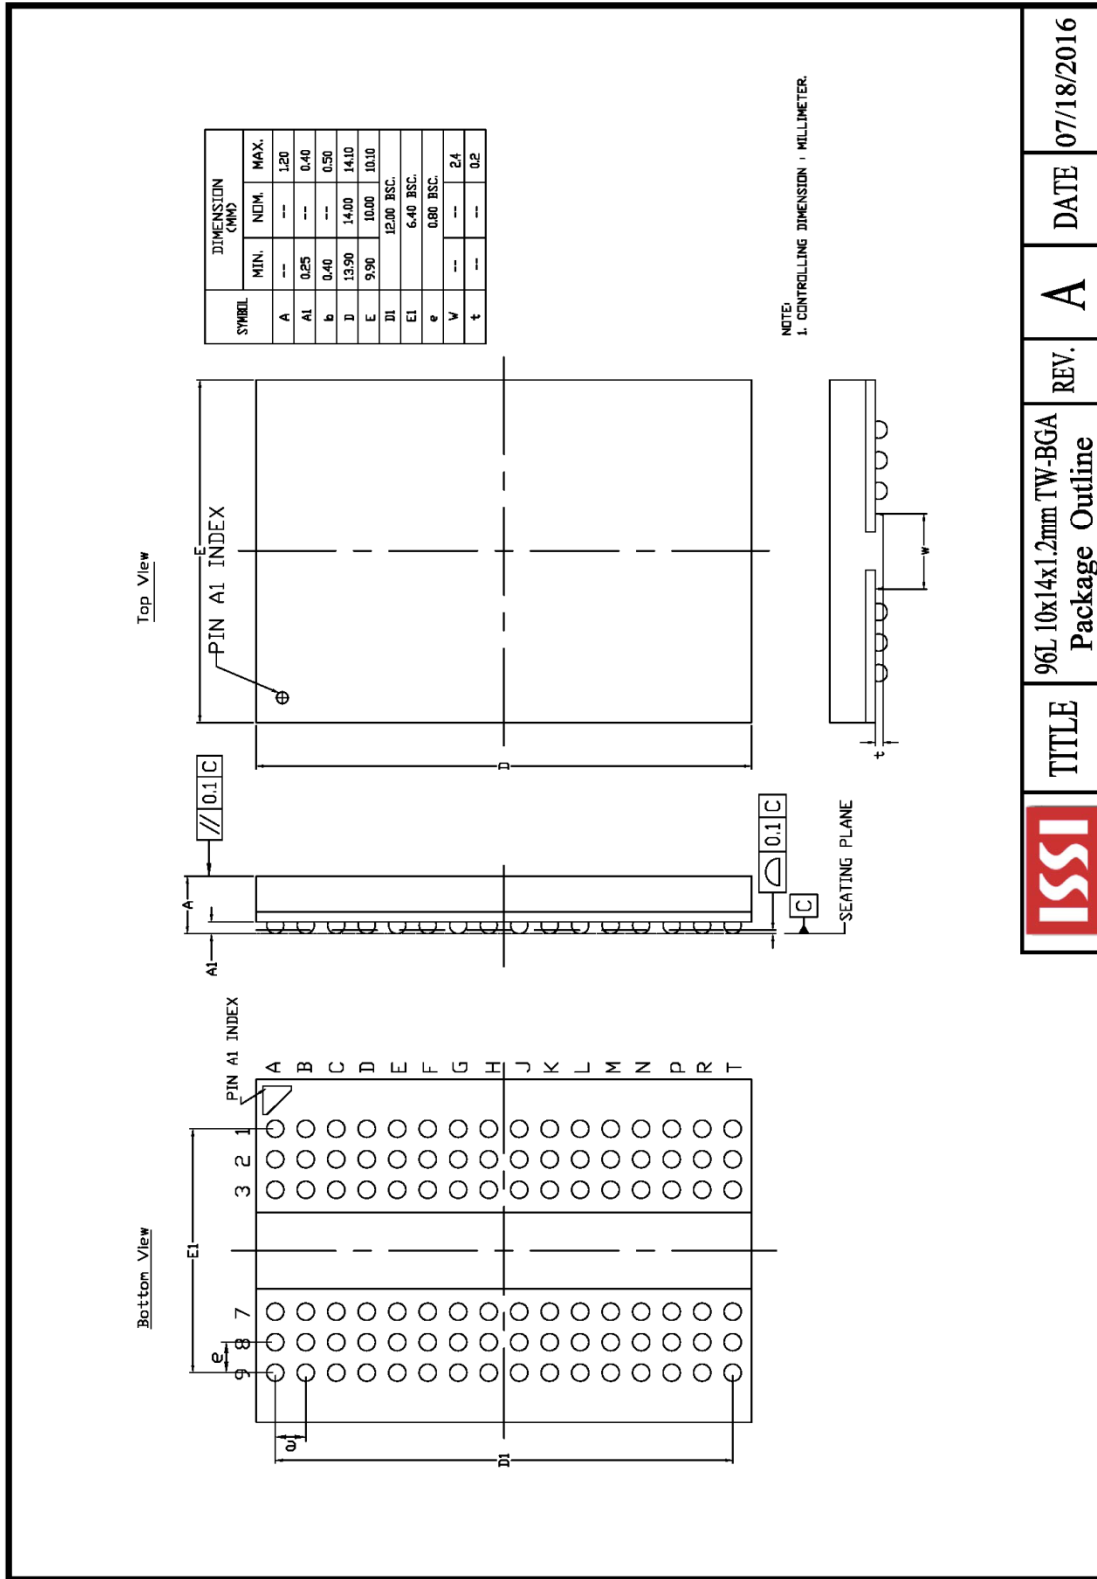 Top View
E
PIN A1 INDEX
D
SYMBOL DIMENSION (MM)
MIN. NOM. MAX.
A -- -- 1.20
A1 0.25 -- 0.40
b 0.40 -- 0.50
D 13.90 14.00 14.10
E 9.90 10.00 10.10
D1 12.00 BSC.
E1 6.40 BSC.
e 0.80 BSC.
W -- -- 2.4
t -- -- 0.2
Bottom View
E1
e
9 8 7 3 2 1
PIN A1 INDEX
A
B
C
D
E
F
G
H
J
K
L
M
N
P
R
T
e
D1
A
A1
// 0.1 C
0.1 C
C
SEATING PLANE
w
t
NOTE:
1. CONTROLLING DIMENSION : MILLIMETER.
ISSI
TITLE
96L 10x14x1.2mm TW-BGA
Package Outline
REV.
A
DATE
07/18/2016